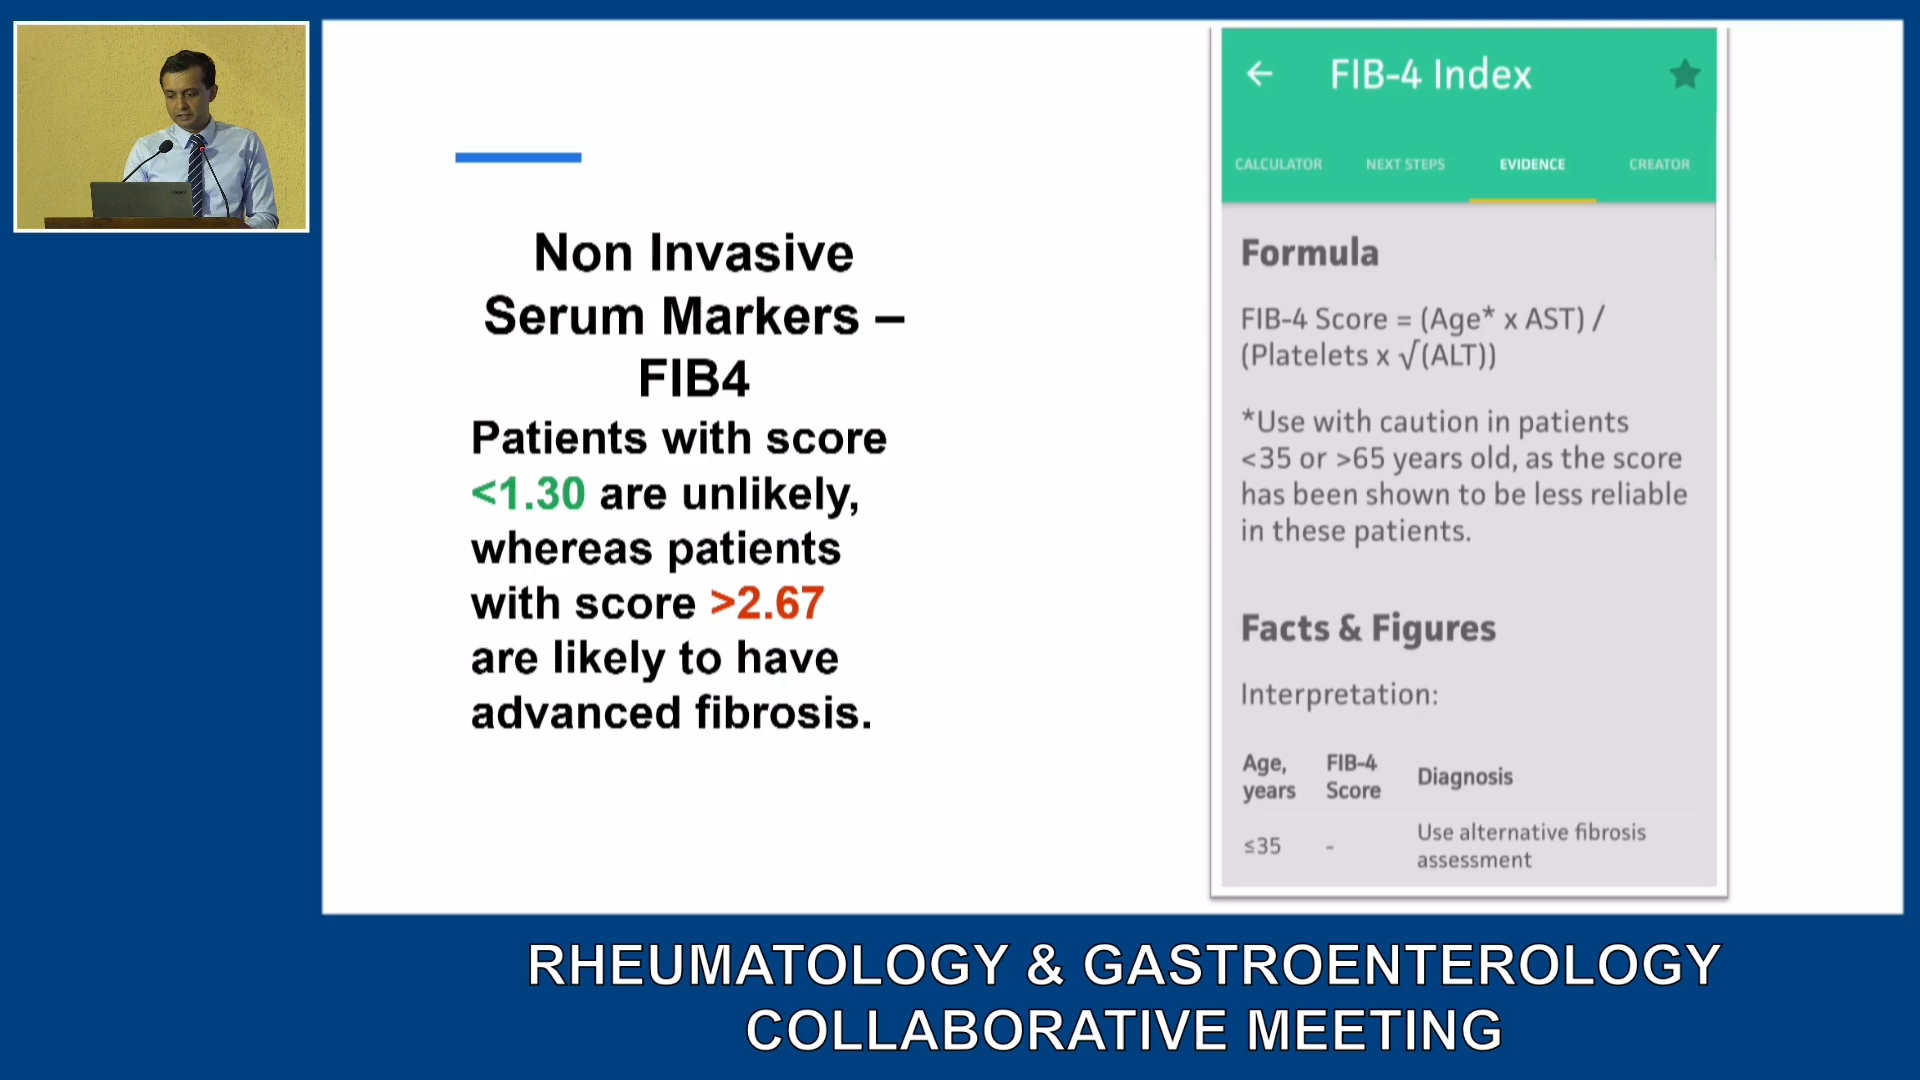 Non Invasive
Serum Markers –
FIB4
Patients with score
<1.30 are unlikely,
whereas patients
with score >2.67
are likely to have
advanced fibrosis.
FIB-4 Index
CALCULATOR NEXT STEPS EVIDENCE CREATOR
Formula
FIB-4 Score = (Age* x AST) /
(Platelets x √(ALT))
*Use with caution in patients
<35 or >65 years old, as the score
has been shown to be less reliable
in these patients.
Facts & Figures
Interpretation:
Age, years FIB-4 Score Diagnosis
≤35 - Use alternative fibrosis
assessment
RHEUMATOLOGY & GASTROENTEROLOGY
COLLABORATIVE MEETING